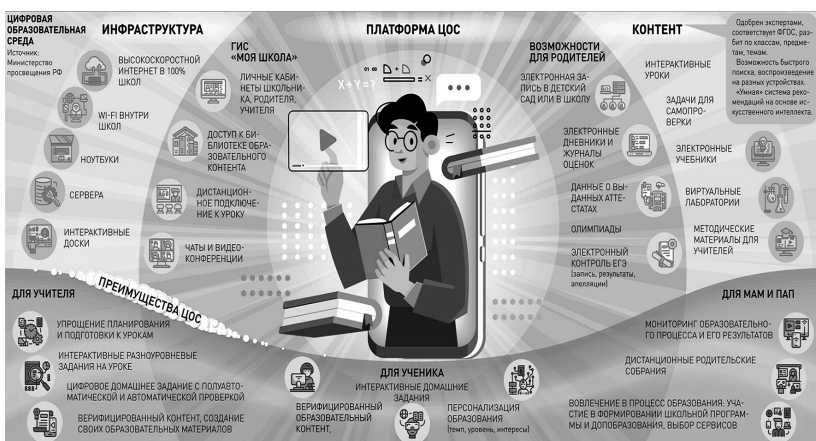 ЦИФРОВАЯ
ОБРАЗОВАТЕЛЬНАЯ
СРЕДА
Источник:
Министерство
просвещения РФ
ИНФРАСТРУКТУРА
ВЫСОКОСКОРОСТНОЙ
ИНТЕРНЕТ В 100%
ШКОЛ
WI-FI ВНУТРИ
ШКОЛ
НОУТБУКИ
СЕРВЕРА
ИНТЕРАКТИВНЫЕ
ДОСКИ
ПЛАТФОРМА ЦОС
ГИС
«МОЯ ШКОЛА»
ЛИЧНЫЕ КАБИ-
НЕТЫ ШКОЛЬНИ-
КА, РОДИТЕЛЯ,
УЧИТЕЛЯ
ДОСТУП К БИ-
БЛИОТЕКЕ ОБРА-
ЗОВАТЕЛЬНОГО
КОНТЕНТА
ДИСТАНЦИОН-
НОЕ ПОДКЛЮЧЕ-
НИЕ К УРОКУ
ЧАТЫ И ВИДЕО-
КОНФЕРЕНЦИИ
X+Y=?
ВОЗМОЖНОСТИ
ДЛЯ РОДИТЕЛЕЙ
ЭЛЕКТРОННАЯ ЗА-
ПИСЬ В ДЕТСКИЙ
САД ИЛИ В ШКОЛУ
ЭЛЕКТРОННЫЕ
ДНЕВНИКИ И
ЖУРНАЛЫ
ОЦЕНОК
ДАННЫЕ О ВЫ-
ДАННЫХ АТТЕ-
СТАТАХ
ОЛИМПИАДЫ
ЭЛЕКТРОННЫЙ
КОНТРОЛЬ ЕГЭ
(запись, результаты,
апелляции)
КОНТЕНТ
Одобрен экспертами,
соответствует ФГОС, раз-
бит по классам, предме-
там, темам.
Возможность быстрого
поиска, воспроизведение
на разных устройствах.
«Умная» система реко-
мендаций на основе ис-
кусственного интеллекта.
ИНТЕРАКТИВНЫЕ
УРОКИ
ЗАДАЧИ ДЛЯ
САМОПРО-
ВЕРКИ
ЭЛЕКТРОННЫЕ
УЧЕБНИКИ
ВИРТУАЛЬНЫЕ
ЛАБОРАТОРИИ
МЕТОДИЧЕСКИЕ
МАТЕРИАЛЫ ДЛЯ
УЧИТЕЛЕЙ
ПРЕИМУЩЕСТВА ЦОС
ДЛЯ УЧИТЕЛЯ
УПРОЩЕНИЕ ПЛАНИРОВАНИЯ
И ПОДГОТОВКИ К УРОКАМ
ИНТЕРАКТИВНЫЕ РАЗНОУРОВНЕВЫЕ
ЗАДАНИЯ НА УРОКЕ
ЦИФРОВОЕ ДОМАШНЕЕ ЗАДАНИЕ С ПОЛУАВТО-
МАТИЧЕСКОЙ И АВТОМАТИЧЕСКОЙ ПРОВЕРКОЙ
ВЕРИФИЦИРОВАННЫЙ КОНТЕНТ, СОЗДАНИЕ
СВОИХ ОБРАЗОВАТЕЛЬНЫХ МАТЕРИАЛОВ
ДЛЯ УЧЕНИКА
ИНТЕРАКТИВНЫЕ ДОМАШНИЕ
ЗАДАНИЯ
ВЕРИФИЦИРОВАННЫЙ
ОБРАЗОВАТЕЛЬНЫЙ
КОНТЕНТ,
ПЕРСОНАЛИЗАЦИЯ
ОБРАЗОВАНИЯ
(темп, уровень, интересы)
ДЛЯ МАМ И ПАП
МОНИТОРИНГ ОБРАЗОВАТЕЛЬНО-
ГО ПРОЦЕССА И ЕГО РЕЗУЛЬТАТОВ
ДИСТАНЦИОННЫЕ РОДИТЕЛЬСКИЕ
СОБРАНИЯ
ВОВЛЕЧЕНИЕ В ПРОЦЕСС ОБРАЗОВАНИЯ: УЧА-
СТИЕ В ФОРМИРОВАНИИ ШКОЛЬНОЙ ПРОГРАМ-
МЫ И ДОПОБРАЗОВАНИЯ, ВЫБОР СЕРВИСОВ